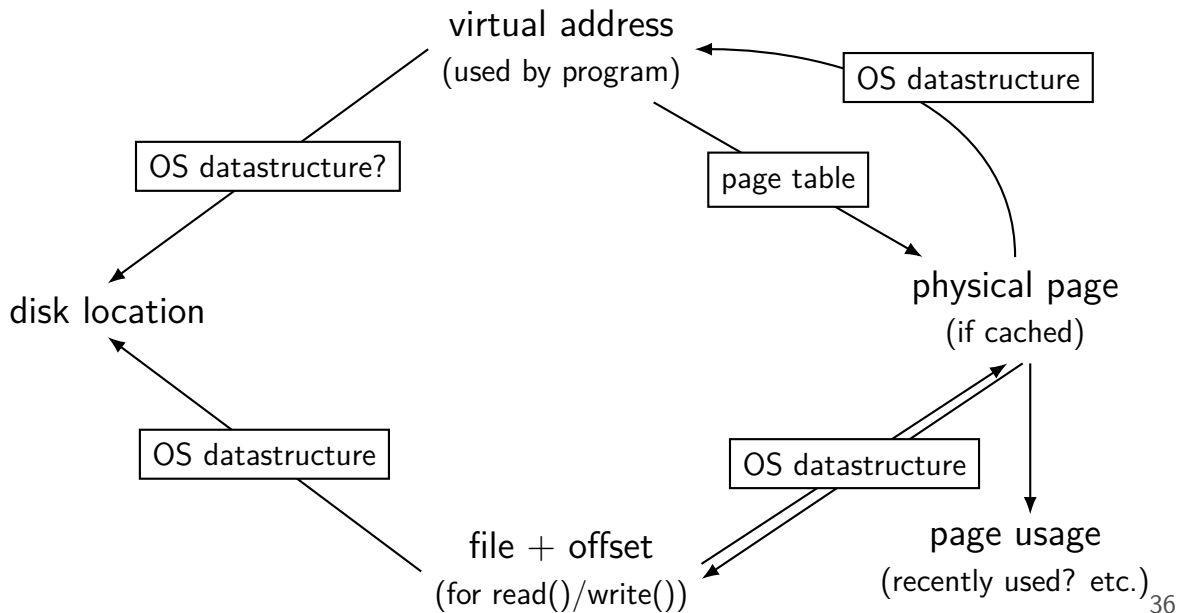 virtual address
(used by program)
OS datastructure
OS datastructure?
page table
physical page
(if cached)
disk location
OS datastructure
OS datastructure
file + offset
(for read()/write())
page usage
(recently used? etc.)
36